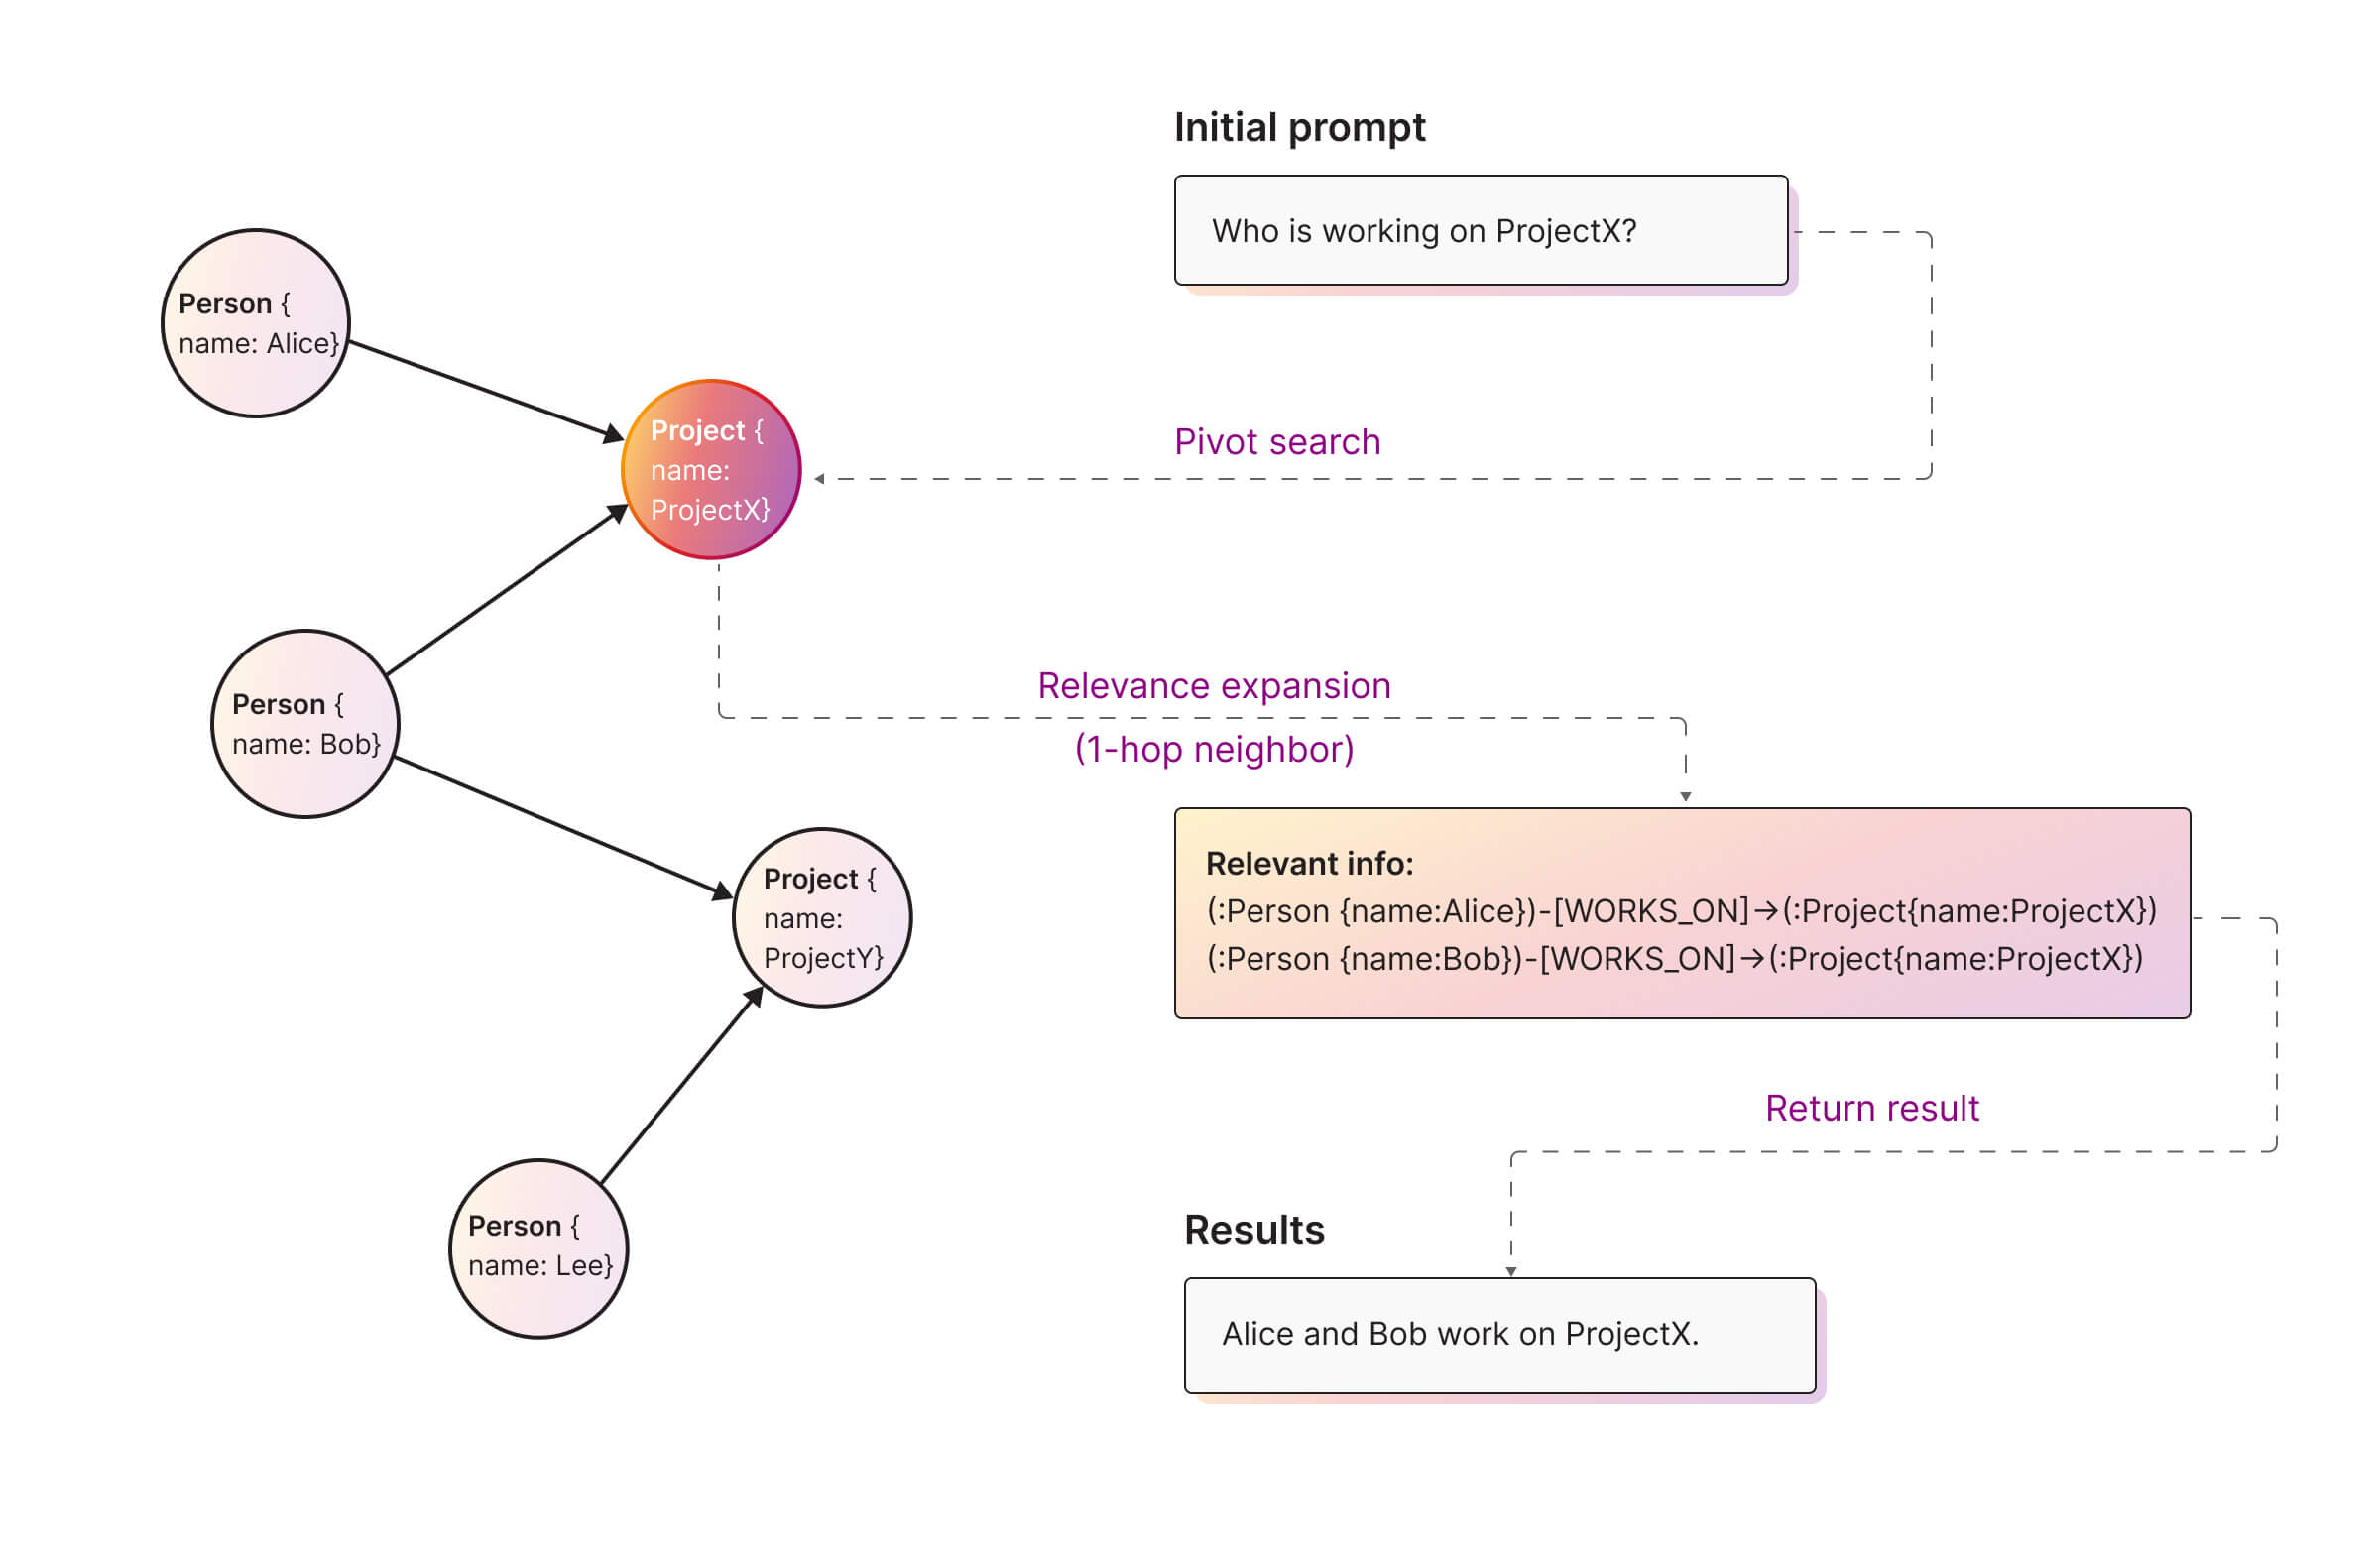 Initial prompt
Who is working on ProjectX?
Person {
name: Alice}
Project {
name:
ProjectX}
Pivot search
Relevance expansion
(1-hop neighbor)
Person {
name: Bob}
Relevant info:
(:Person {name:Alice})-[WORKS_ON]→(:Project{name:ProjectX})
(:Person {name:Bob})-[WORKS_ON]→(:Project{name:ProjectX})
Project {
name:
ProjectY}
Return result
Person {
name: Lee}
Results
Alice and Bob work on ProjectX.